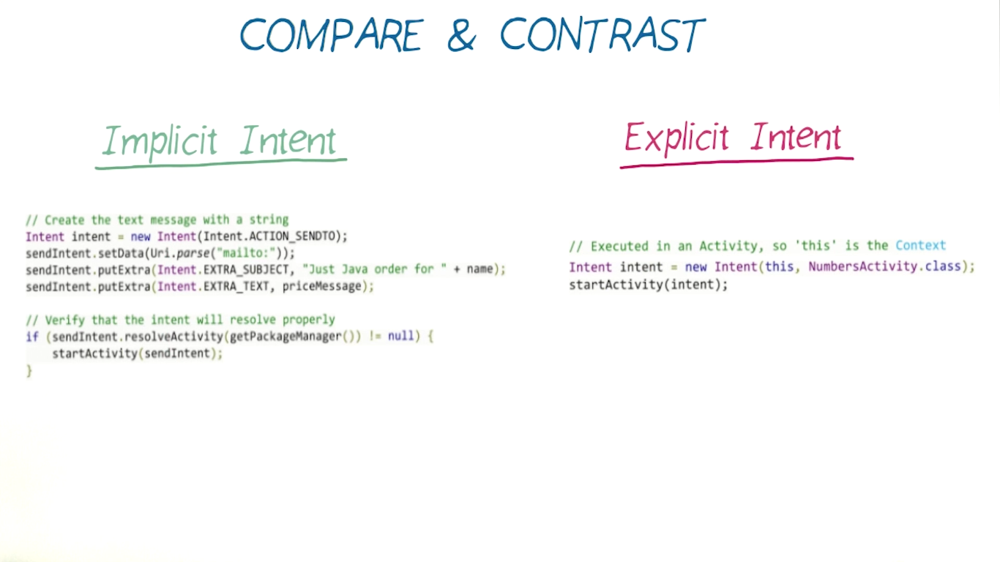 COMPARE & CONTRAST
Implicit Intent
// Create the text message with a string
Intent intent = new Intent(Intent.ACTION_SENDTO);
sendIntent.setData(Uri.parse("mailto:"));
sendIntent.putExtra(Intent.EXTRA_SUBJECT, "Just Java order for " + name);
sendIntent.putExtra(Intent.EXTRA_TEXT, priceMessage);
// Verify that the intent will resolve properly
if (sendIntent.resolveActivity(getPackageManager()) != null) {
    startActivity(sendIntent);
}
Explicit Intent
// Executed in an Activity, so 'this' is the Context
Intent intent = new Intent(this, NumbersActivity.class);
startActivity(intent);